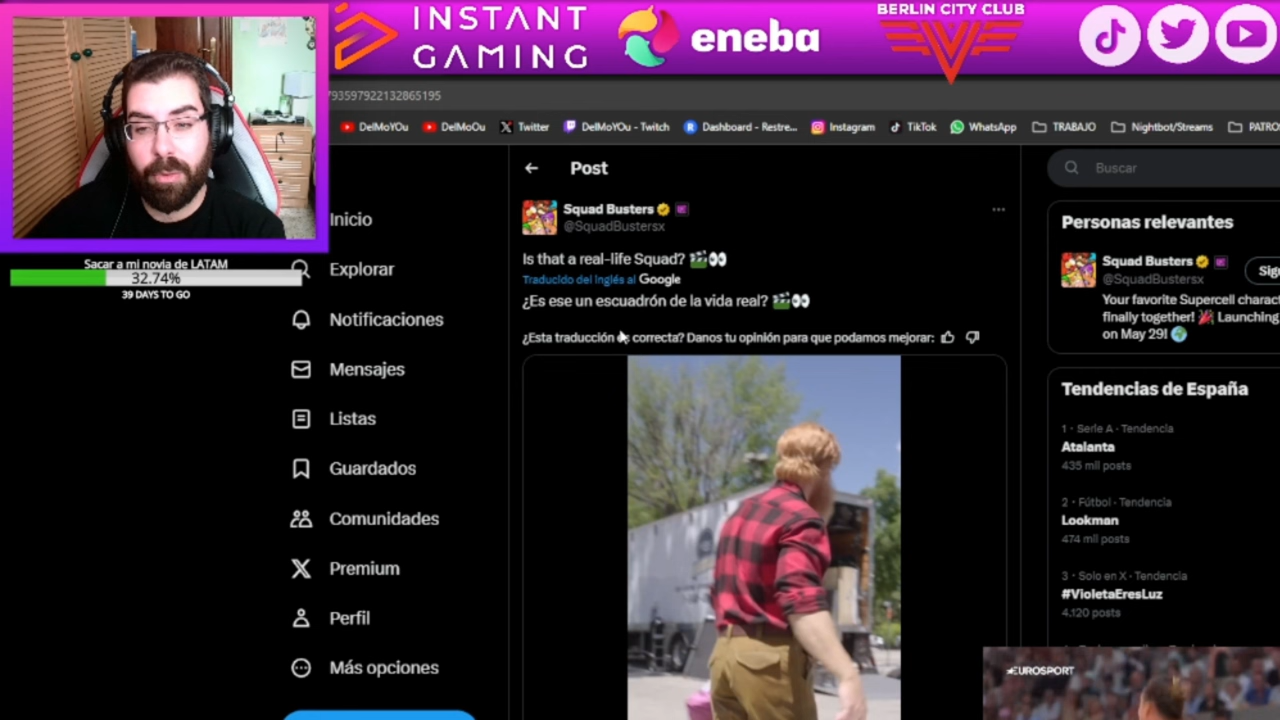 INSTANT GAMING
eneba
BERLIN CITY CLUB
793597922132865195
DelMoYOu
DelMoOu
Twitter
DelMoYOu - Twitch
Dashboard - Restre...
Instagram
TikTok
WhatsApp
TRABAJO
Nightbot/Streams
PATRO
Sacar a mi novia de LATAM
32.74%
39 DAYS TO GO
Inicio
Explorar
Notificaciones
Mensajes
Listas
Guardados
Comunidades
Premium
Perfil
Más opciones
Post
Squad Busters
@SquadBustersx
Is that a real-life Squad? 🎬👀
Traducido del inglés al Google
¿Es ese un escuadrón de la vida real? 🎬👀
¿Esta traducción es correcta? Danos tu opinión para que podamos mejorar:
Buscar
Personas relevantes
Squad Busters
@SquadBustersx
Sig
Your favorite Supercell charact
finally together! 🎉 Launching
on May 29! 🌍
Tendencias de España
1 · Serie A · Tendencia
Atalanta
435 mil posts
2 · Fútbol · Tendencia
Lookman
474 mil posts
3 · Solo en X · Tendencia
#VioletaEresLuz
4.120 posts
EUROSPORT